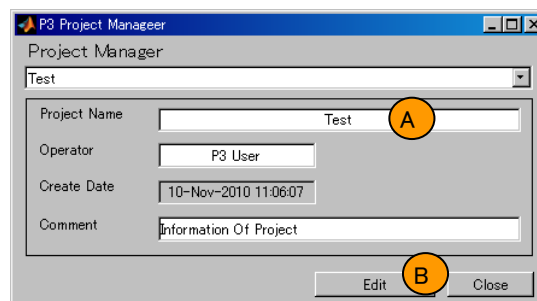 P3 Project Manageer
Project Manager
Test
Project Name Test A
Operator P3 User
Create Date 10-Nov-2010 11:06:07
Comment Information Of Project
Edit B Close